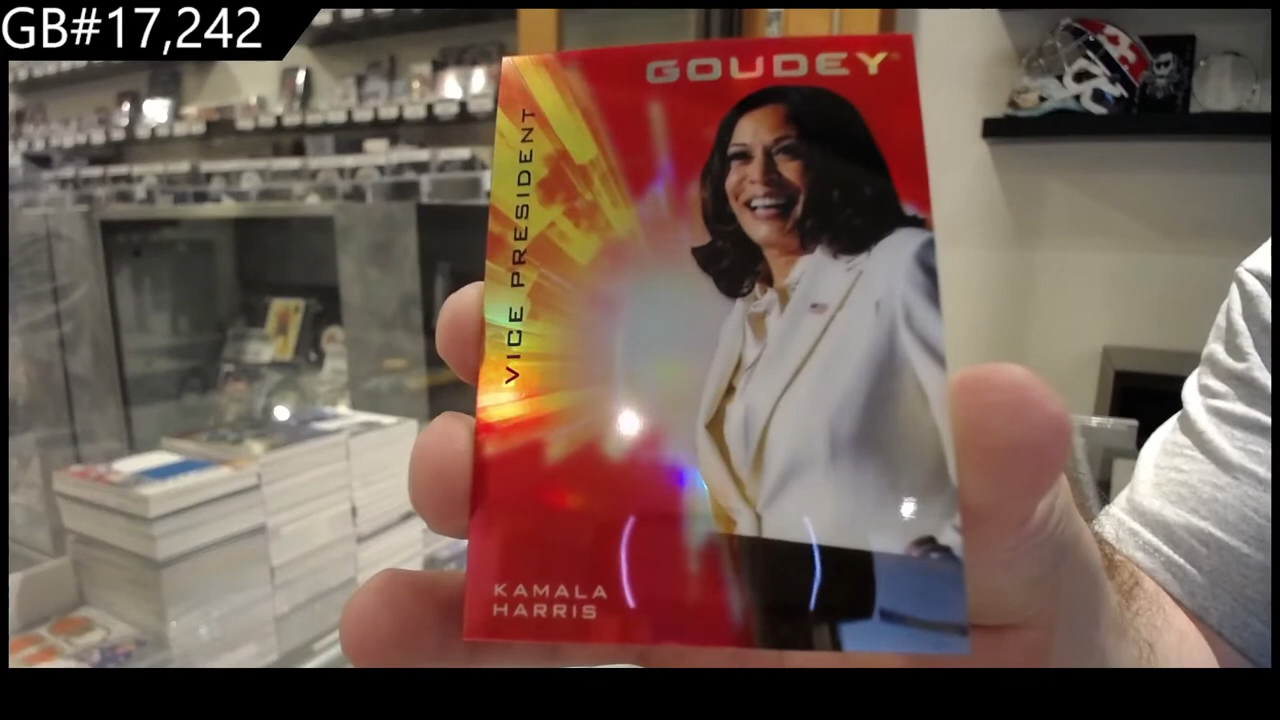 GB#17,242
GOUDEY
VICE PRESIDENT
KAMALA
HARRIS